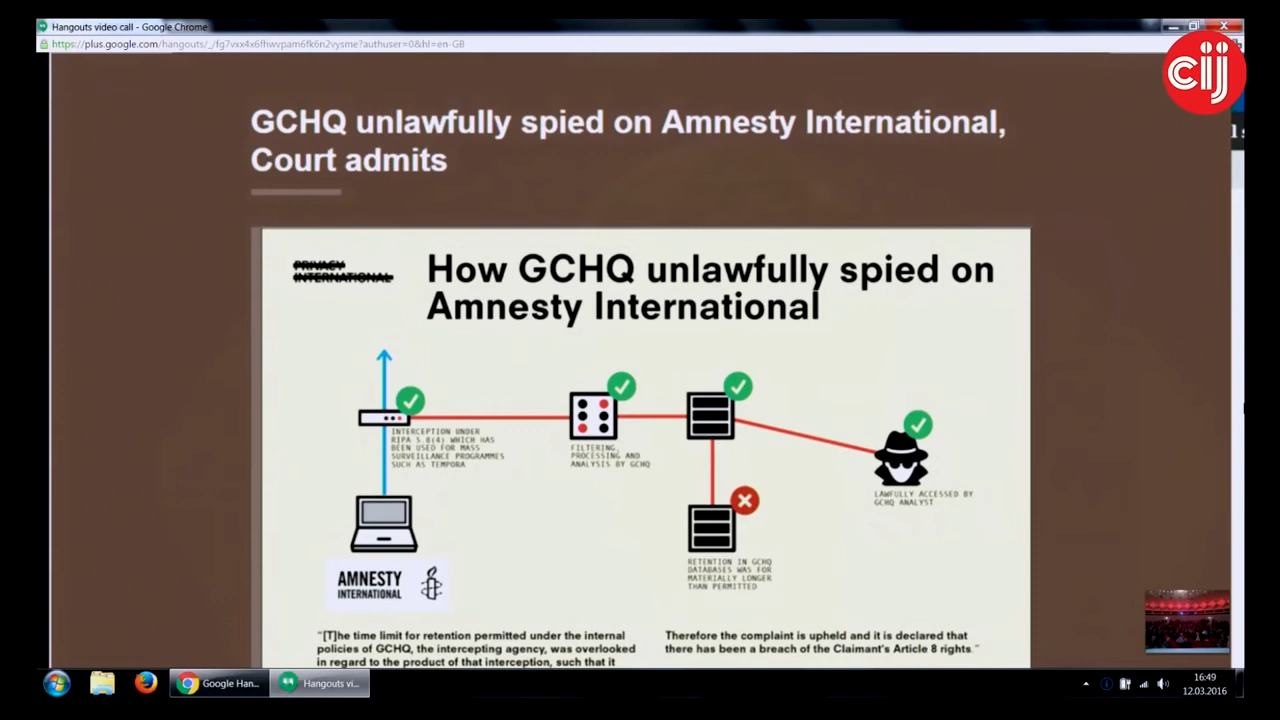 Hangouts video call - Google Chrome
https://plus.google.com/hangouts/_/fg7vxx4x6fhwvpam6fk6n2vysme?authuser=0&hl=en-GB
cij
GCHQ unlawfully spied on Amnesty International,
Court admits
PRIVACY
INTERNATIONAL
How GCHQ unlawfully spied on
Amnesty International
INTERCEPTION UNDER
RIPA S.8(4) WHICH HAS
BEEN USED FOR MASS
SURVEILLANCE PROGRAMMES
SUCH AS TEMPORA
FILTERING,
PROCESSING AND
ANALYSIS BY GCHQ
LAWFULLY ACCESSED BY
GCHQ ANALYST
RETENTION IN GCHQ
DATABASES WAS FOR
MATERIALLY LONGER
THAN PERMITTED
AMNESTY
INTERNATIONAL
"[T]he time limit for retention permitted under the internal
policies of GCHQ, the intercepting agency, was overlooked
in regard to the product of that interception, such that it
Therefore the complaint is upheld and it is declared that
there has been a breach of the Claimant's Article 8 rights."
Google Han...
Hangouts vi...
16:49
12.03.2016